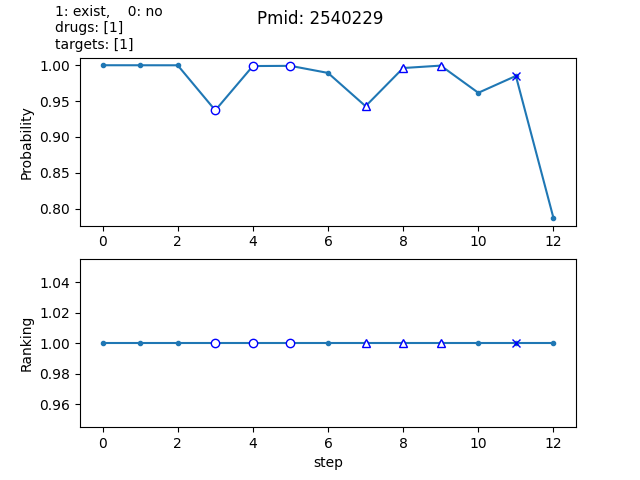 1: exist,    0: no
Pmid: 2540229
drugs: [1]
targets: [1]
1.00
0.95
0.90
0.85
0.80
Probability
0 2 4 6 8 10 12
1.04
1.02
1.00
0.98
0.96
Ranking
0 2 4 6 8 10 12
step